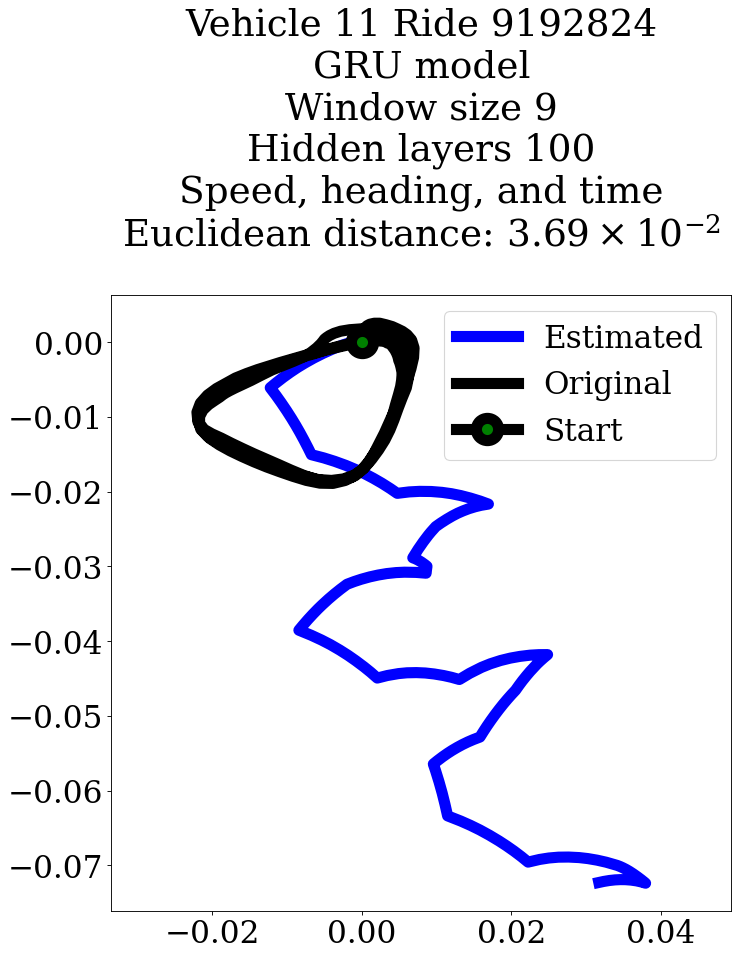 Vehicle 11 Ride 9192824
GRU model
Window size 9
Hidden layers 100
Speed, heading, and time
Euclidean distance: 3.69 × 10⁻²
Estimated
Original
Start
0.00
−0.01
−0.02
−0.03
−0.04
−0.05
−0.06
−0.07
−0.02 0.00 0.02 0.04